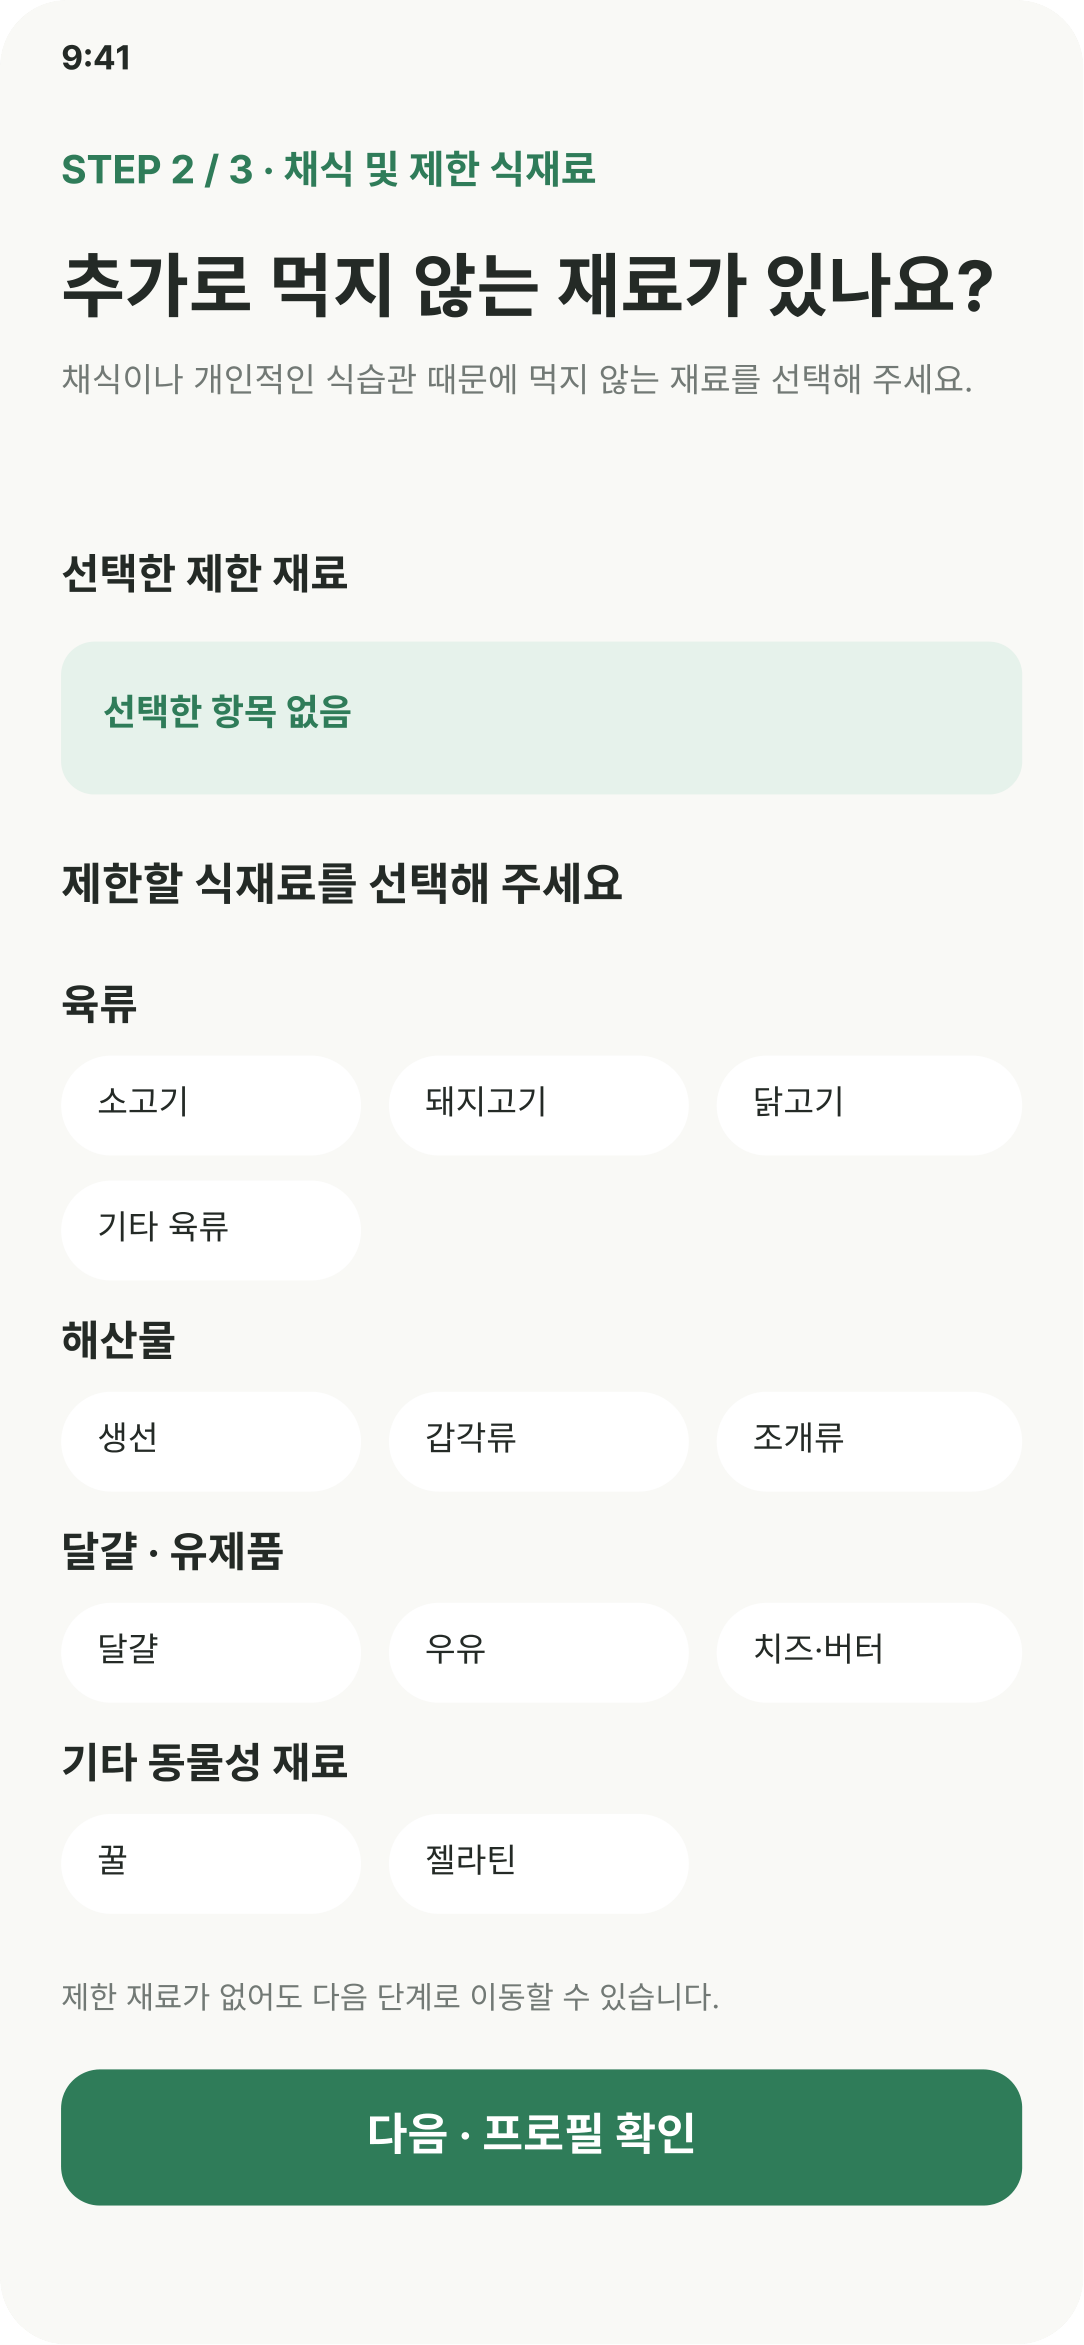 9:41
STEP 2 / 3 · 채식 및 제한 식재료
추가로 먹지 않는 재료가 있나요?
채식이나 개인적인 식습관 때문에 먹지 않는 재료를 선택해 주세요.
선택한 제한 재료
선택한 항목 없음
제한할 식재료를 선택해 주세요
육류
소고기 돼지고기 닭고기
기타 육류
해산물
생선 갑각류 조개류
달걀 · 유제품
달걀 우유 치즈·버터
기타 동물성 재료
꿀 젤라틴
제한 재료가 없어도 다음 단계로 이동할 수 있습니다.
다음 · 프로필 확인